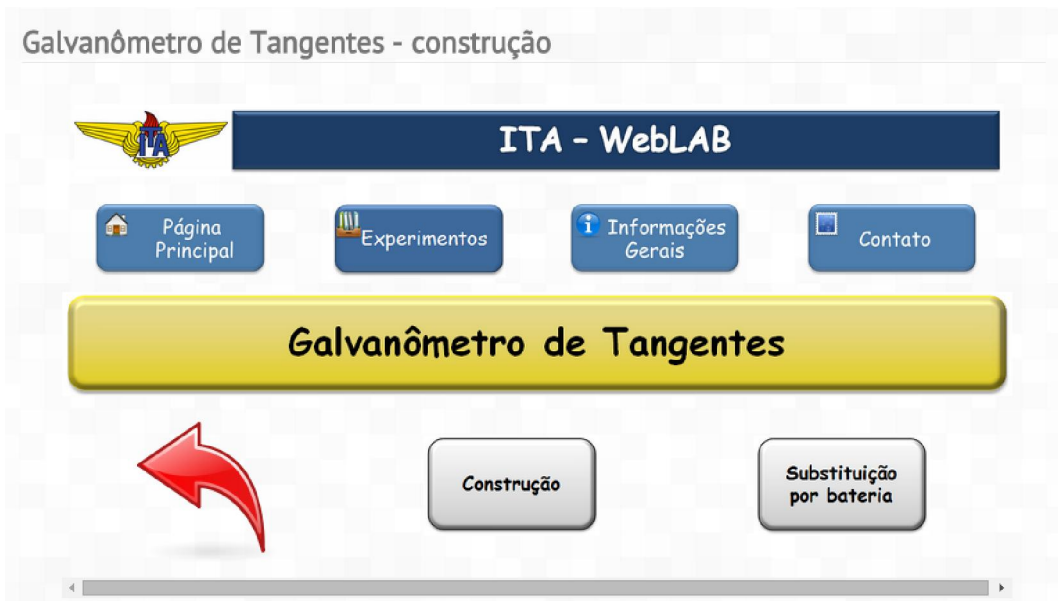 Galvanômetro de Tangentes - construção
ITA
ITA - WebLAB
Página
Principal
Experimentos
Informações
Gerais
Contato
Galvanômetro de Tangentes
Construção
Substituição
por bateria